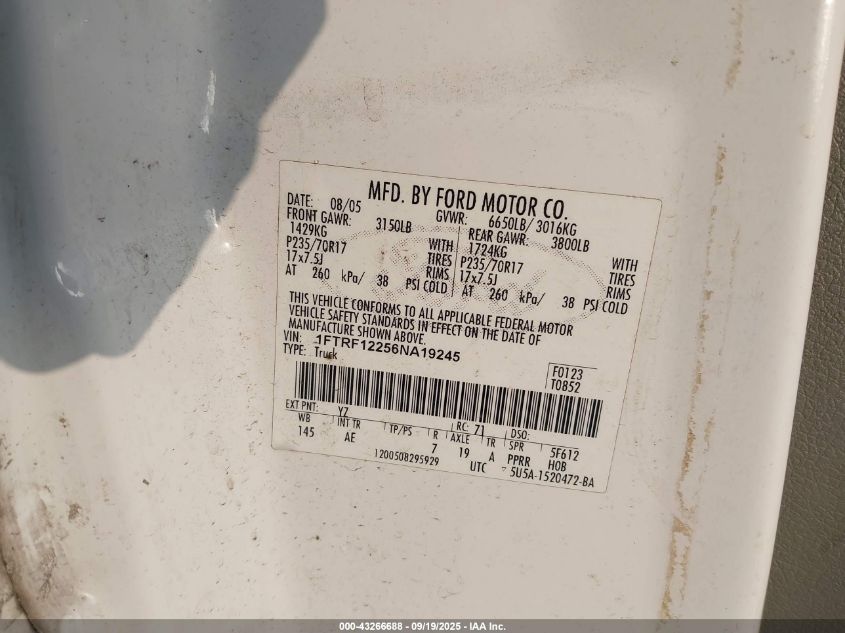 MFD. BY FORD MOTOR CO.
DATE: 08/05 GVWR: 6650LB/ 3016KG
FRONT GAWR: 3150LB REAR GAWR: 3800LB
1429KG WITH 1724KG WITH
P235/70R17 TIRES P235/70R17 TIRES
17x7.5J RIMS 17x7.5J RIMS
AT 260 kPa/ 38 PSI COLD AT 260 kPa/ 38 PSI COLD
THIS VEHICLE CONFORMS TO ALL APPLICABLE FEDERAL MOTOR
VEHICLE SAFETY STANDARDS IN EFFECT ON THE DATE OF
MANUFACTURE SHOWN ABOVE.
VIN: 1FTRF12256NA19245
TYPE: Truck
F0123
T0852
EXT PNT: YZ RC: 71 DSO:
WB INT TR TP/PS R AXLE TR SPR 5F612
145 AE 7 19 A PPRR HOB
1200508295929 UTC 5U5A-1520472-BA
000-43266688 - 09/19/2025 - IAA Inc.